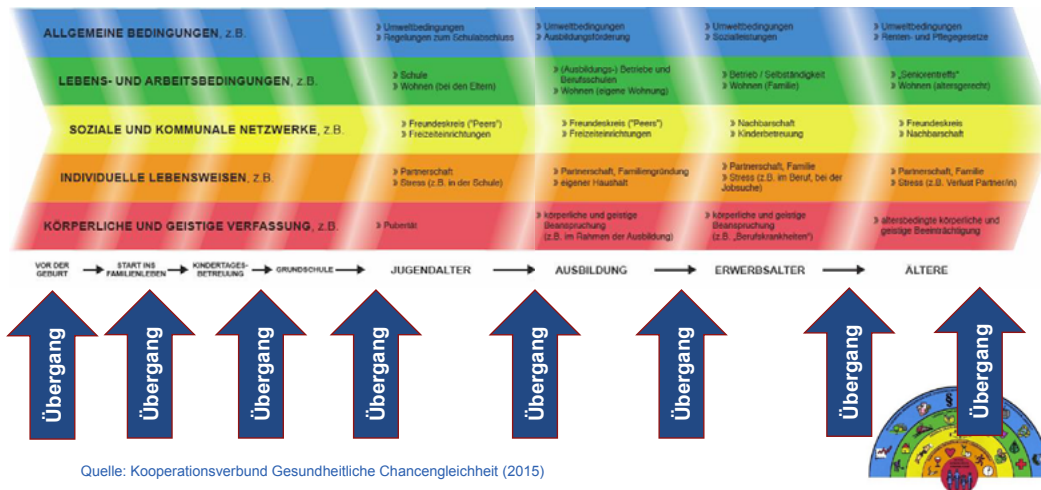 ALLGEMEINE BEDINGUNGEN, z.B.
» Umweltbedingungen
» Regelungen zum Schulabschluss
» Umweltbedingungen
» Ausbildungsförderung
» Umweltbedingungen
» Sozialleistungen
» Umweltbedingungen
» Renten- und Pflegegesetze
LEBENS- UND ARBEITSBEDINGUNGEN, z.B.
» Schule
» Wohnen (bei den Eltern)
» (Ausbildungs-) Betriebe und
Berufsschulen
» Wohnen (eigene Wohnung)
» Betrieb / Selbständigkeit
» Wohnen (Familie)
» „Seniorentreffs"
» Wohnen (altersgerecht)
SOZIALE UND KOMMUNALE NETZWERKE, z.B.
» Freundeskreis ("Peers")
» Freizeiteinrichtungen
» Freundeskreis ("Peers")
» Freizeiteinrichtungen
» Nachbarschaft
» Kinderbetreuung
» Freundeskreis
» Nachbarschaft
INDIVIDUELLE LEBENSWEISEN, z.B.
» Partnerschaft
» Stress (z.B. in der Schule)
» Partnerschaft, Familiengründung
» eigener Haushalt
» Partnerschaft, Familie
» Stress (z.B. im Beruf, bei der
Jobsuche)
» Partnerschaft, Familie
» Stress (z.B. Verlust Partner/in)
KÖRPERLICHE UND GEISTIGE VERFASSUNG, z.B.
» Pubertät
» körperliche und geistige
Beanspruchung
(z.B. im Rahmen der Ausbildung)
» körperliche und geistige
Beanspruchung
(z.B. „Berufskrankheiten")
» altersbedingte körperliche und
geistige Beeinträchtigung
VOR DER
GEBURT
START INS
FAMILIENLEBEN
KINDERTAGES-
BETREUUNG
GRUNDSCHULE
JUGENDALTER
AUSBILDUNG
ERWERBSALTER
ÄLTERE
Übergang
Übergang
Übergang
Übergang
Übergang
Übergang
Übergang
Übergang
§
Quelle: Kooperationsverbund Gesundheitliche Chancengleichheit (2015)